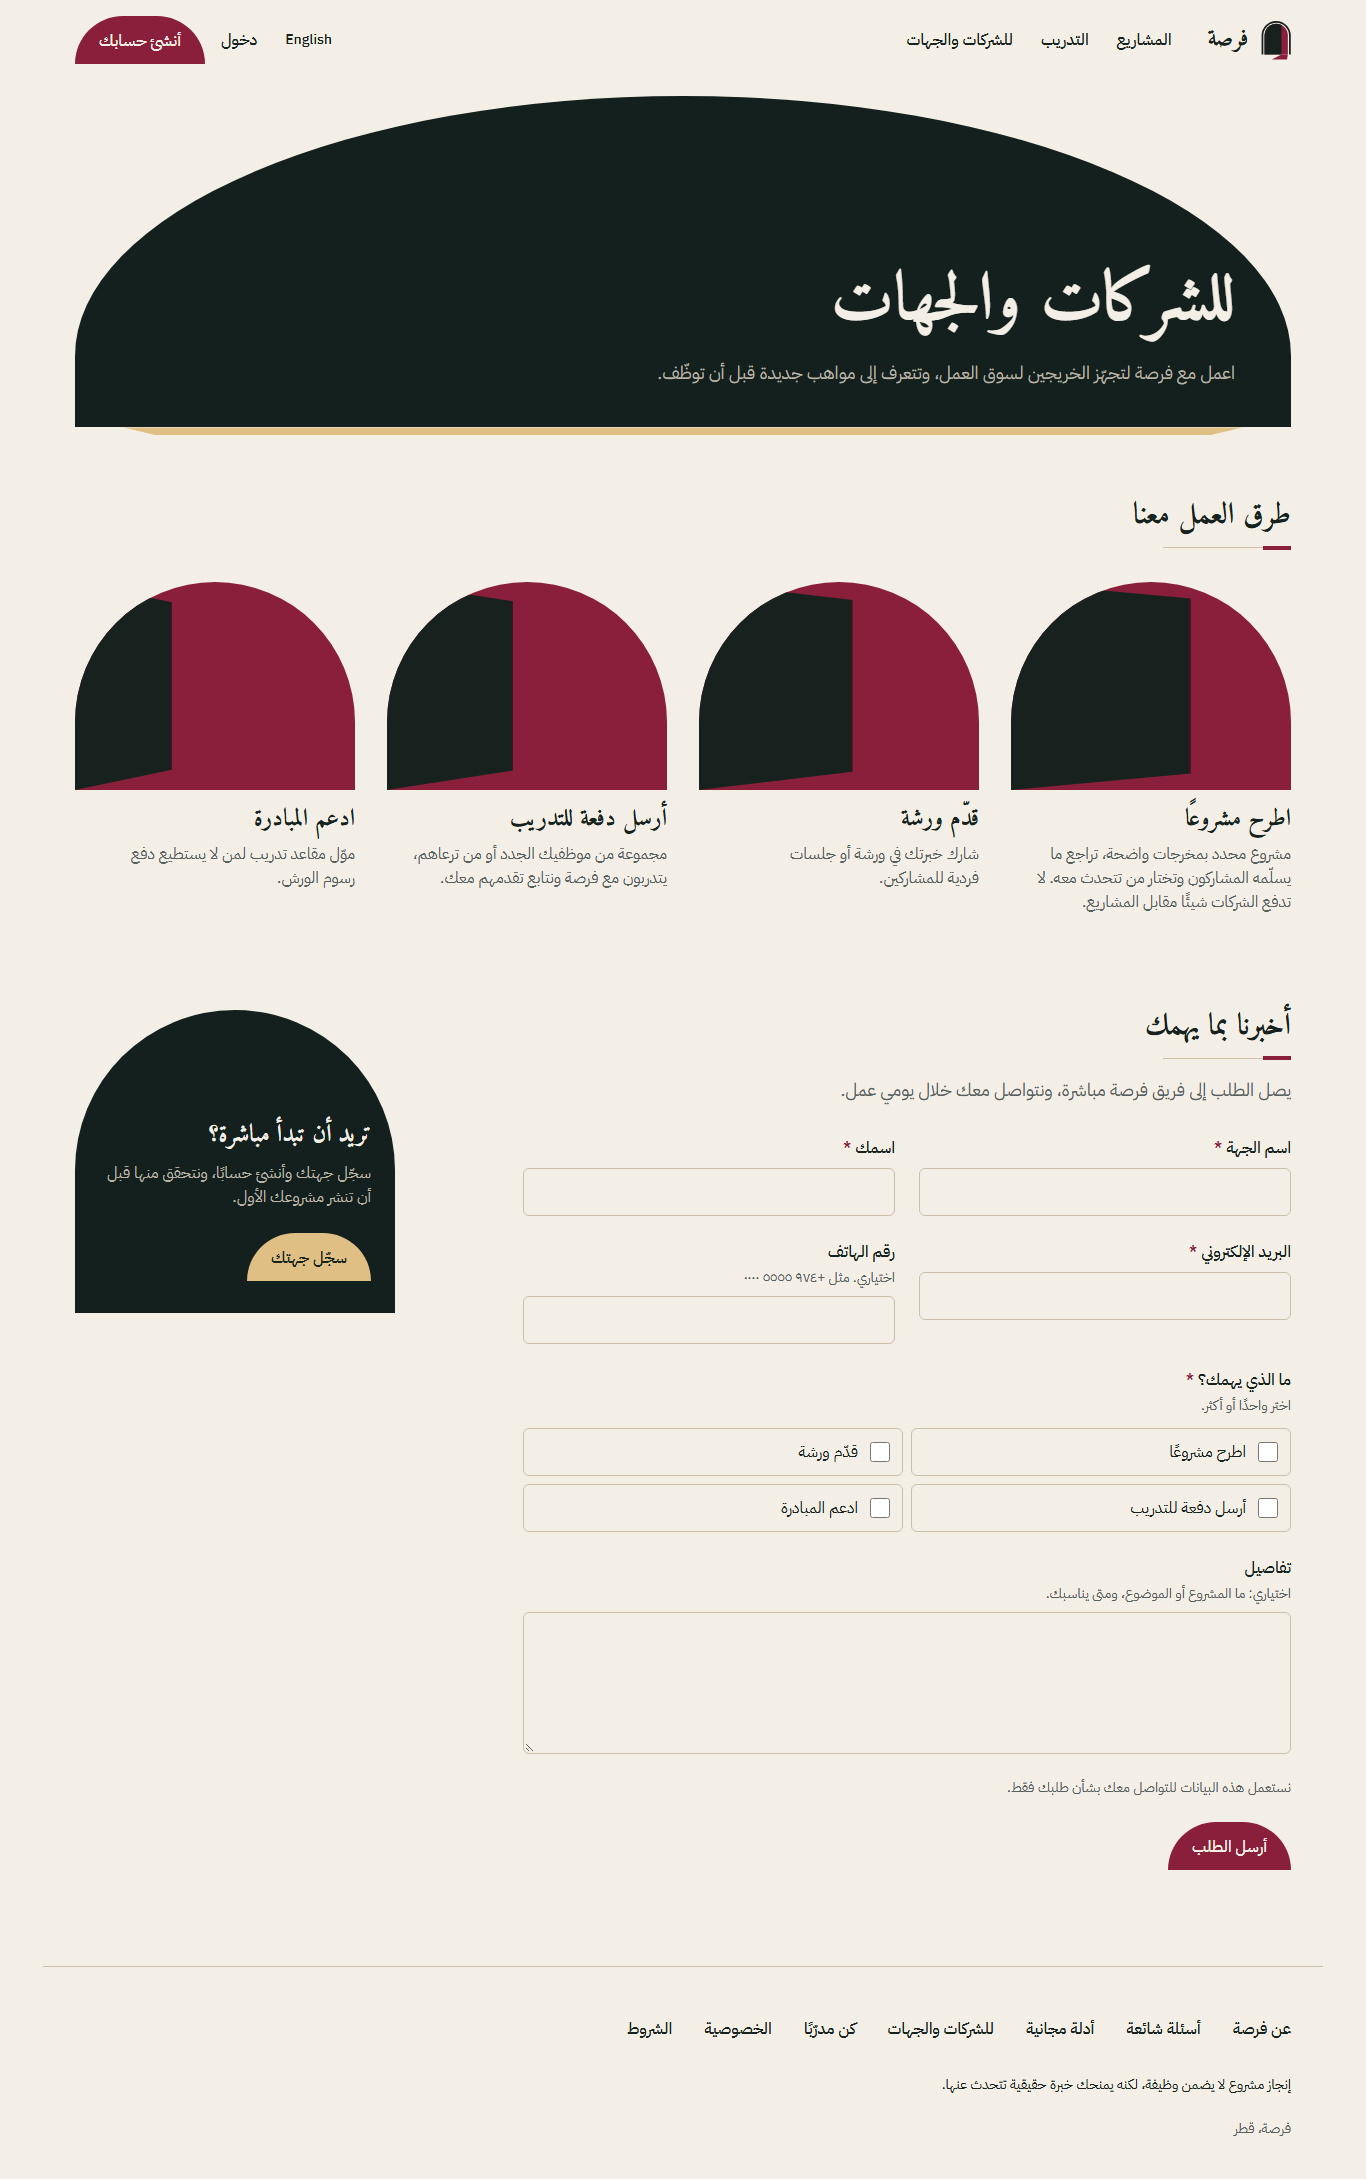 فرصة
المشاريع
التدريب
للشركات والجهات
English
دخول
أنشئ حسابك
للشركات والجهات
اعمل مع فرصة لتجهّز الخريجين لسوق العمل، وتتعرف إلى مواهب جديدة قبل أن توظّف.
طرق العمل معنا
اطرح مشروعًا
مشروع محدد بمخرجات واضحة، تراجع ما
يسلّمه المشاركون وتختار من تتحدث معه. لا
تدفع الشركات شيئًا مقابل المشاريع.
قدّم ورشة
شارك خبرتك في ورشة أو جلسات
فردية للمشاركين.
أرسل دفعة للتدريب
مجموعة من موظفيك الجدد أو من ترعاهم،
يتدربون مع فرصة ونتابع تقدمهم معك.
ادعم المبادرة
موّل مقاعد تدريب لمن لا يستطيع دفع
رسوم الورش.
أخبرنا بما يهمك
يصل الطلب إلى فريق فرصة مباشرة، ونتواصل معك خلال يومي عمل.
اسم الجهة *
اسمك *
البريد الإلكتروني *
رقم الهاتف
اختياري. مثل +٩٧٤ ٥٥٥٥ ٠٠٠٠
ما الذي يهمك؟ *
اختر واحدًا أو أكثر.
اطرح مشروعًا
قدّم ورشة
أرسل دفعة للتدريب
ادعم المبادرة
تفاصيل
اختياري: ما المشروع أو الموضوع، ومتى يناسبك.
نستعمل هذه البيانات للتواصل معك بشأن طلبك فقط.
أرسل الطلب
تريد أن تبدأ مباشرة؟
سجّل جهتك وأنشئ حسابًا، ونتحقق منها قبل
أن تنشر مشروعك الأول.
سجّل جهتك
عن فرصة
أسئلة شائعة
أدلة مجانية
للشركات والجهات
كن مدرّبًا
الخصوصية
الشروط
إنجاز مشروع لا يضمن وظيفة، لكنه يمنحك خبرة حقيقية تتحدث عنها.
فرصة، قطر